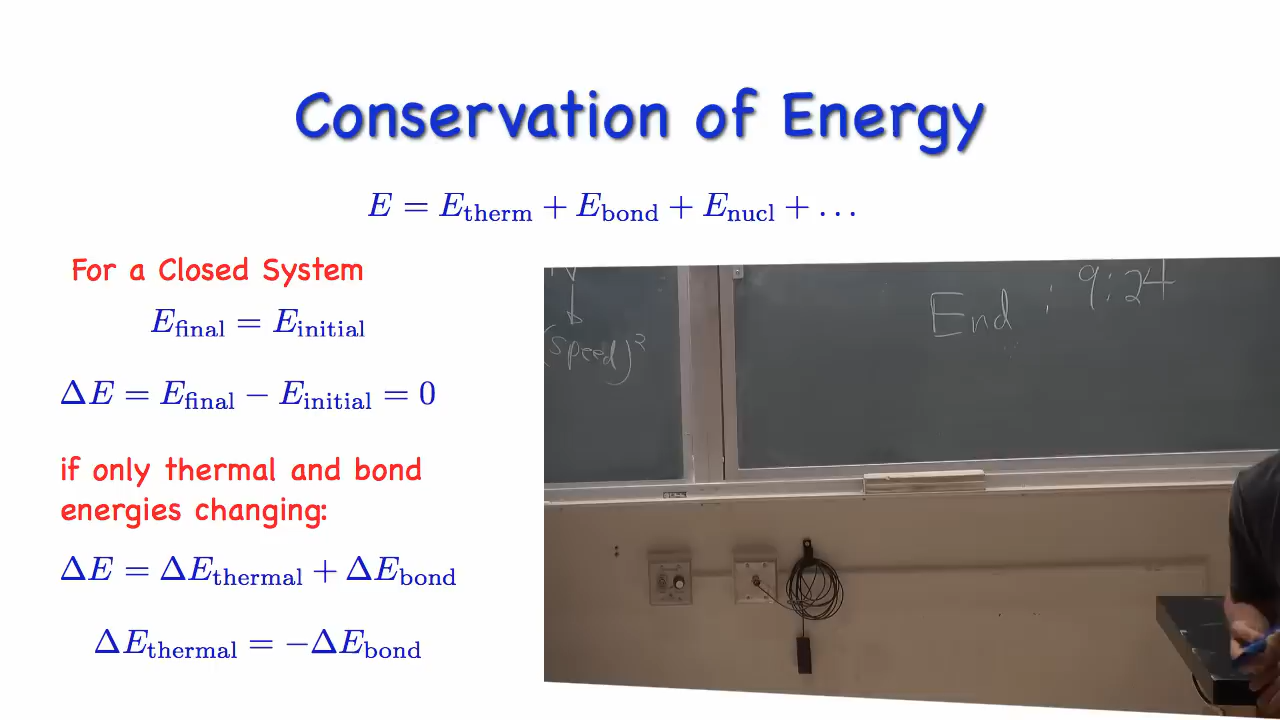 Conservation of Energy
E = E_therm + E_bond + E_nucl + …
For a Closed System
E_final = E_initial
ΔE = E_final − E_initial = 0
if only thermal and bond
energies changing:
ΔE = ΔE_thermal + ΔE_bond
ΔE_thermal = −ΔE_bond
(speed)²
End : 9:24